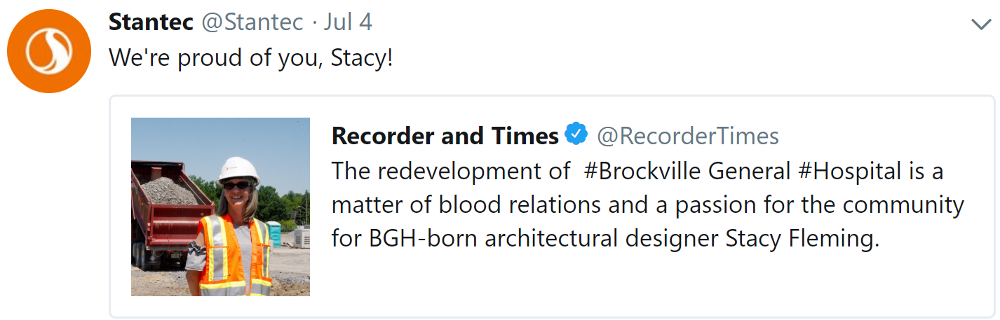 Stantec @Stantec · Jul 4
We're proud of you, Stacy!
Recorder and Times @RecorderTimes
The redevelopment of  #Brockville General #Hospital is a
matter of blood relations and a passion for the community
for BGH-born architectural designer Stacy Fleming.